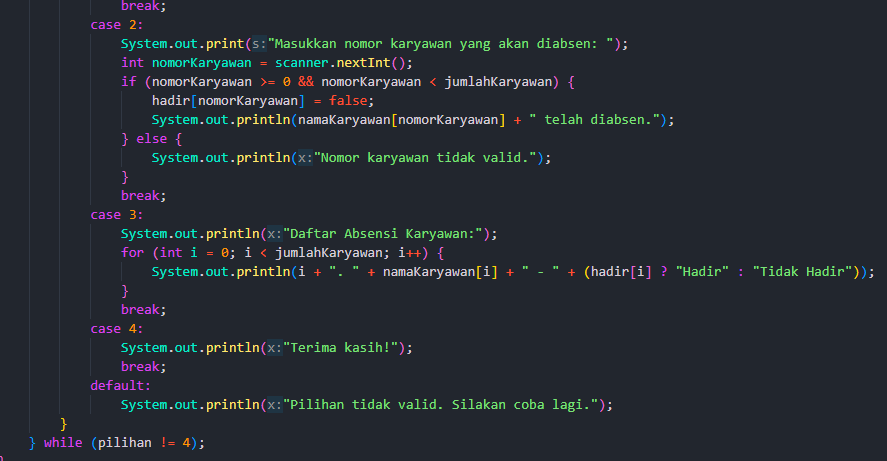 break;
case 2:
System.out.print(s:"Masukkan nomor karyawan yang akan diabsen: ");
int nomorKaryawan = scanner.nextInt();
if (nomorKaryawan >= 0 && nomorKaryawan < jumlahKaryawan) {
hadir[nomorKaryawan] = false;
System.out.println(namaKaryawan[nomorKaryawan] + " telah diabsen.");
} else {
System.out.println(x:"Nomor karyawan tidak valid.");
}
break;
case 3:
System.out.println(x:"Daftar Absensi Karyawan:");
for (int i = 0; i < jumlahKaryawan; i++) {
System.out.println(i + ". " + namaKaryawan[i] + " - " + (hadir[i] ? "Hadir" : "Tidak Hadir"));
}
break;
case 4:
System.out.println(x:"Terima kasih!");
break;
default:
System.out.println(x:"Pilihan tidak valid. Silakan coba lagi.");
}
} while (pilihan != 4);